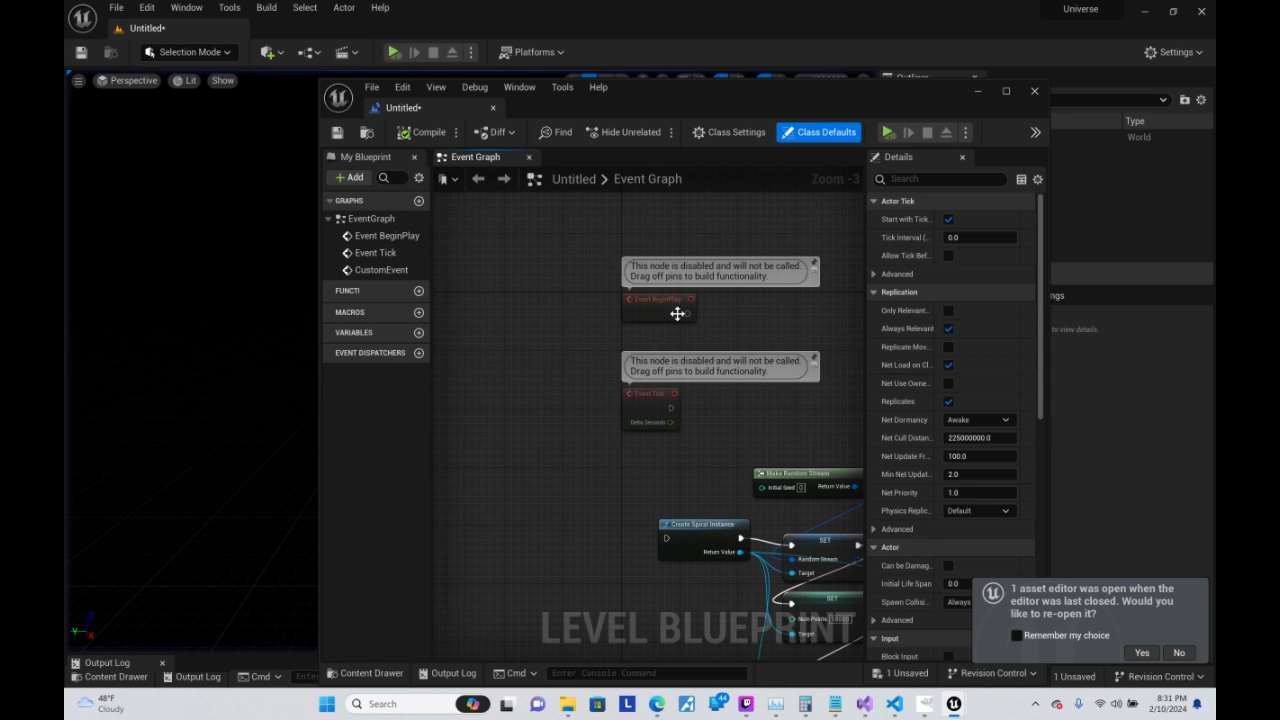 File Edit Window Tools Build Select Actor Help
Universe
Untitled*
Selection Mode
Platforms
Settings
Perspective Lit Show
Type
World
File Edit View Debug Window Tools Help
Untitled*
Compile Diff Find Hide Unrelated Class Settings Class Defaults
My Blueprint
Event Graph
Details
Add
Untitled > Event Graph
Zoom -3
Search
GRAPHS
EventGraph
Event BeginPlay
Event Tick
CustomEvent
FUNCTI
MACROS
VARIABLES
EVENT DISPATCHERS
This node is disabled and will not be called.
Drag off pins to build functionality.
Event BeginPlay
This node is disabled and will not be called.
Drag off pins to build functionality.
Event Tick
Delta Seconds
Make Random Stream
Initial Seed 0 Return Value
Create Spiral Instance
Return Value
SET
Random Stream
Target
SET
Num Points
Target
LEVEL BLUEPRINT
Actor Tick
Start with Tick..
Tick Interval (.. 0.0
Allow Tick Bef..
Advanced
Replication
Only Relevant..
Always Relevant
Replicate Mov..
Net Load on Cl..
Net Use Owne..
Replicates
Net Dormancy Awake
Net Cull Distan.. 225000000.0
Net Update Fr.. 100.0
Min Net Updat.. 2.0
Net Priority 1.0
Physics Replic.. Default
Advanced
Actor
Can be Damag..
Initial Life Span 0.0
Spawn Collisi.. Always
Advanced
Input
Block Input
ngs
to view details.
1 asset editor was open when the
editor was last closed. Would you
like to re-open it?
Remember my choice
Yes No
Output Log
Content Drawer Output Log Cmd Enter
Content Drawer Output Log Cmd Enter Console Command
1 Unsaved Revision Control
1 Unsaved Revision Control
48°F
Cloudy
Search
44
8:31 PM
2/10/2024